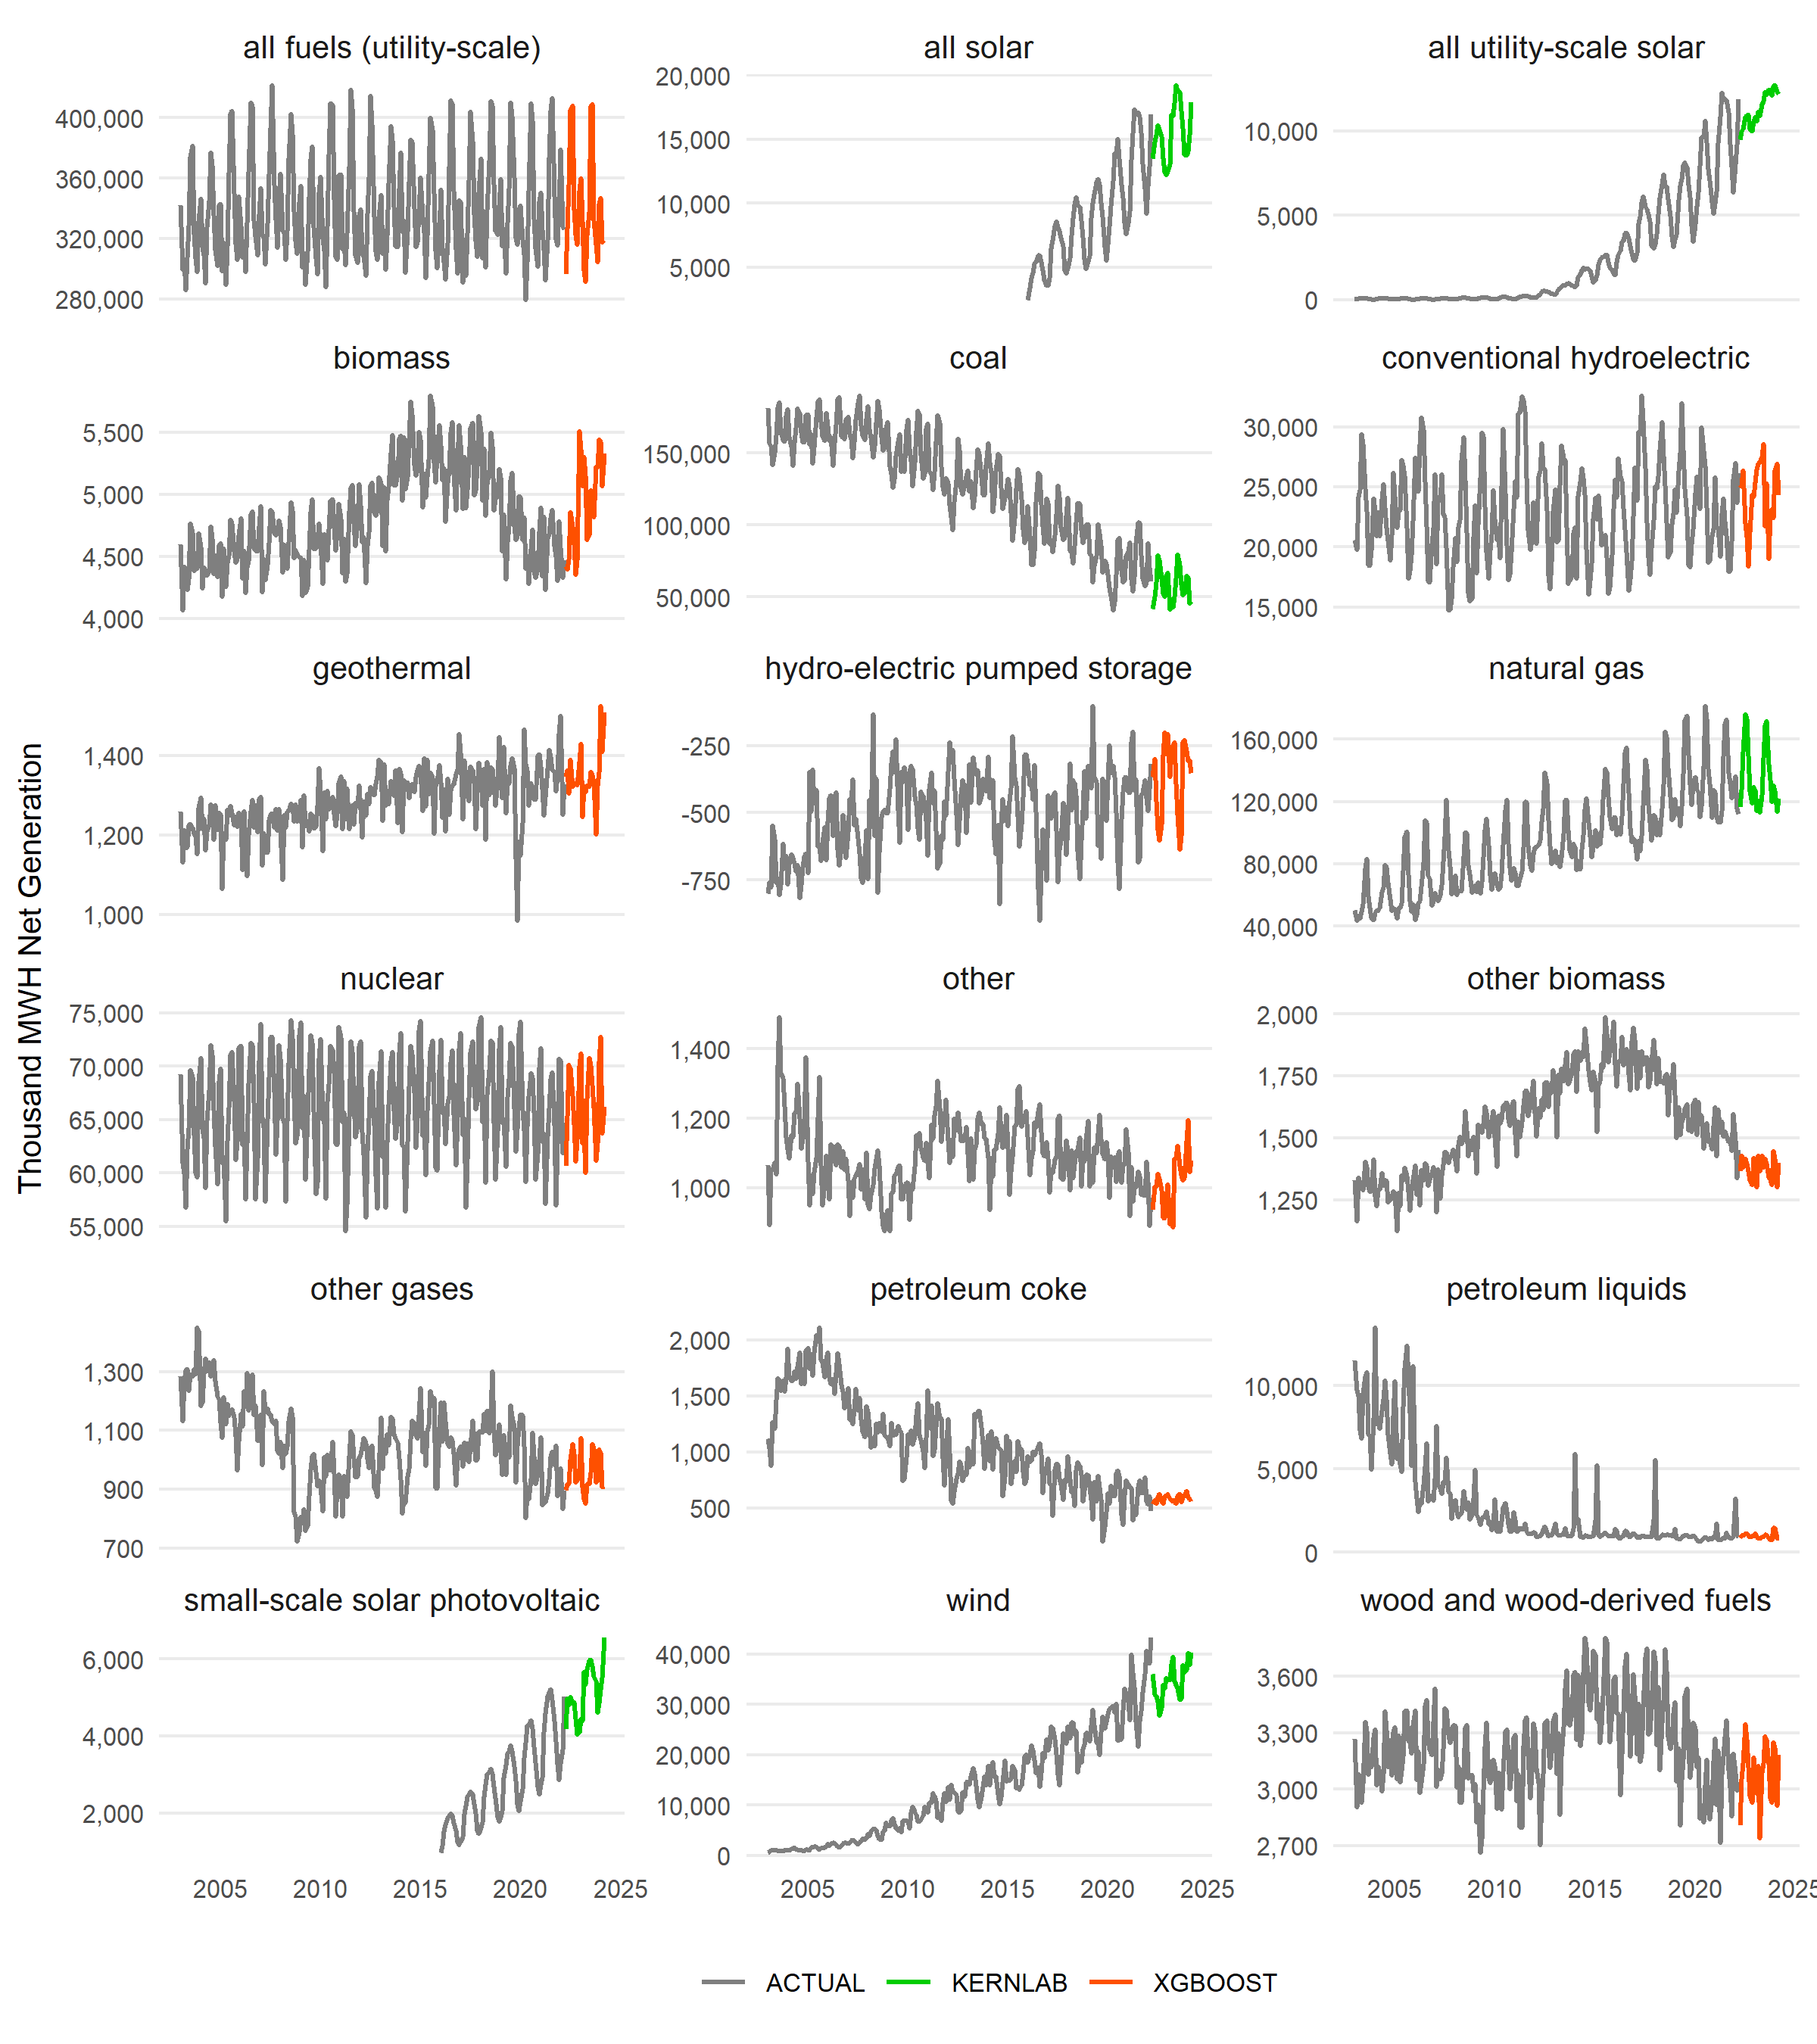 all fuels (utility-scale)
all solar
all utility-scale solar
400,000
360,000
320,000
280,000
20,000
15,000
10,000
5,000
10,000
5,000
0
biomass
coal
conventional hydroelectric
5,500
5,000
4,500
4,000
150,000
100,000
50,000
30,000
25,000
20,000
15,000
geothermal
hydro-electric pumped storage
natural gas
1,400
1,200
1,000
-250
-500
-750
160,000
120,000
80,000
40,000
Thousand MWH Net Generation
nuclear
other
other biomass
75,000
70,000
65,000
60,000
55,000
1,400
1,200
1,000
2,000
1,750
1,500
1,250
other gases
petroleum coke
petroleum liquids
1,300
1,100
900
700
2,000
1,500
1,000
500
10,000
5,000
0
small-scale solar photovoltaic
wind
wood and wood-derived fuels
6,000
4,000
2,000
40,000
30,000
20,000
10,000
0
3,600
3,300
3,000
2,700
2005 2010 2015 2020 2025
2005 2010 2015 2020 2025
2005 2010 2015 2020 2025
ACTUAL KERNLAB XGBOOST